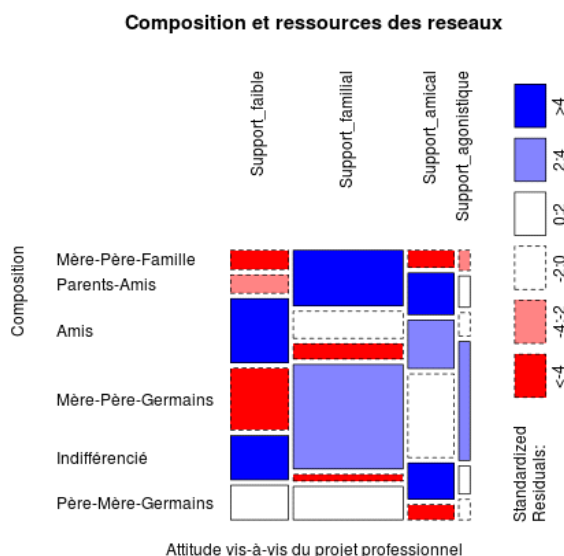 Composition et ressources des reseaux
Support_faible
Support_familial
Support_amical
Support_agonistique
Composition
Mère-Père-Famille
Parents-Amis
Amis
Mère-Père-Germains
Indifférencié
Père-Mère-Germains
Attitude vis-à-vis du projet professionnel
Standardized
Residuals:
<-4
-4:-2
-2:0
0:2
2:4
>4